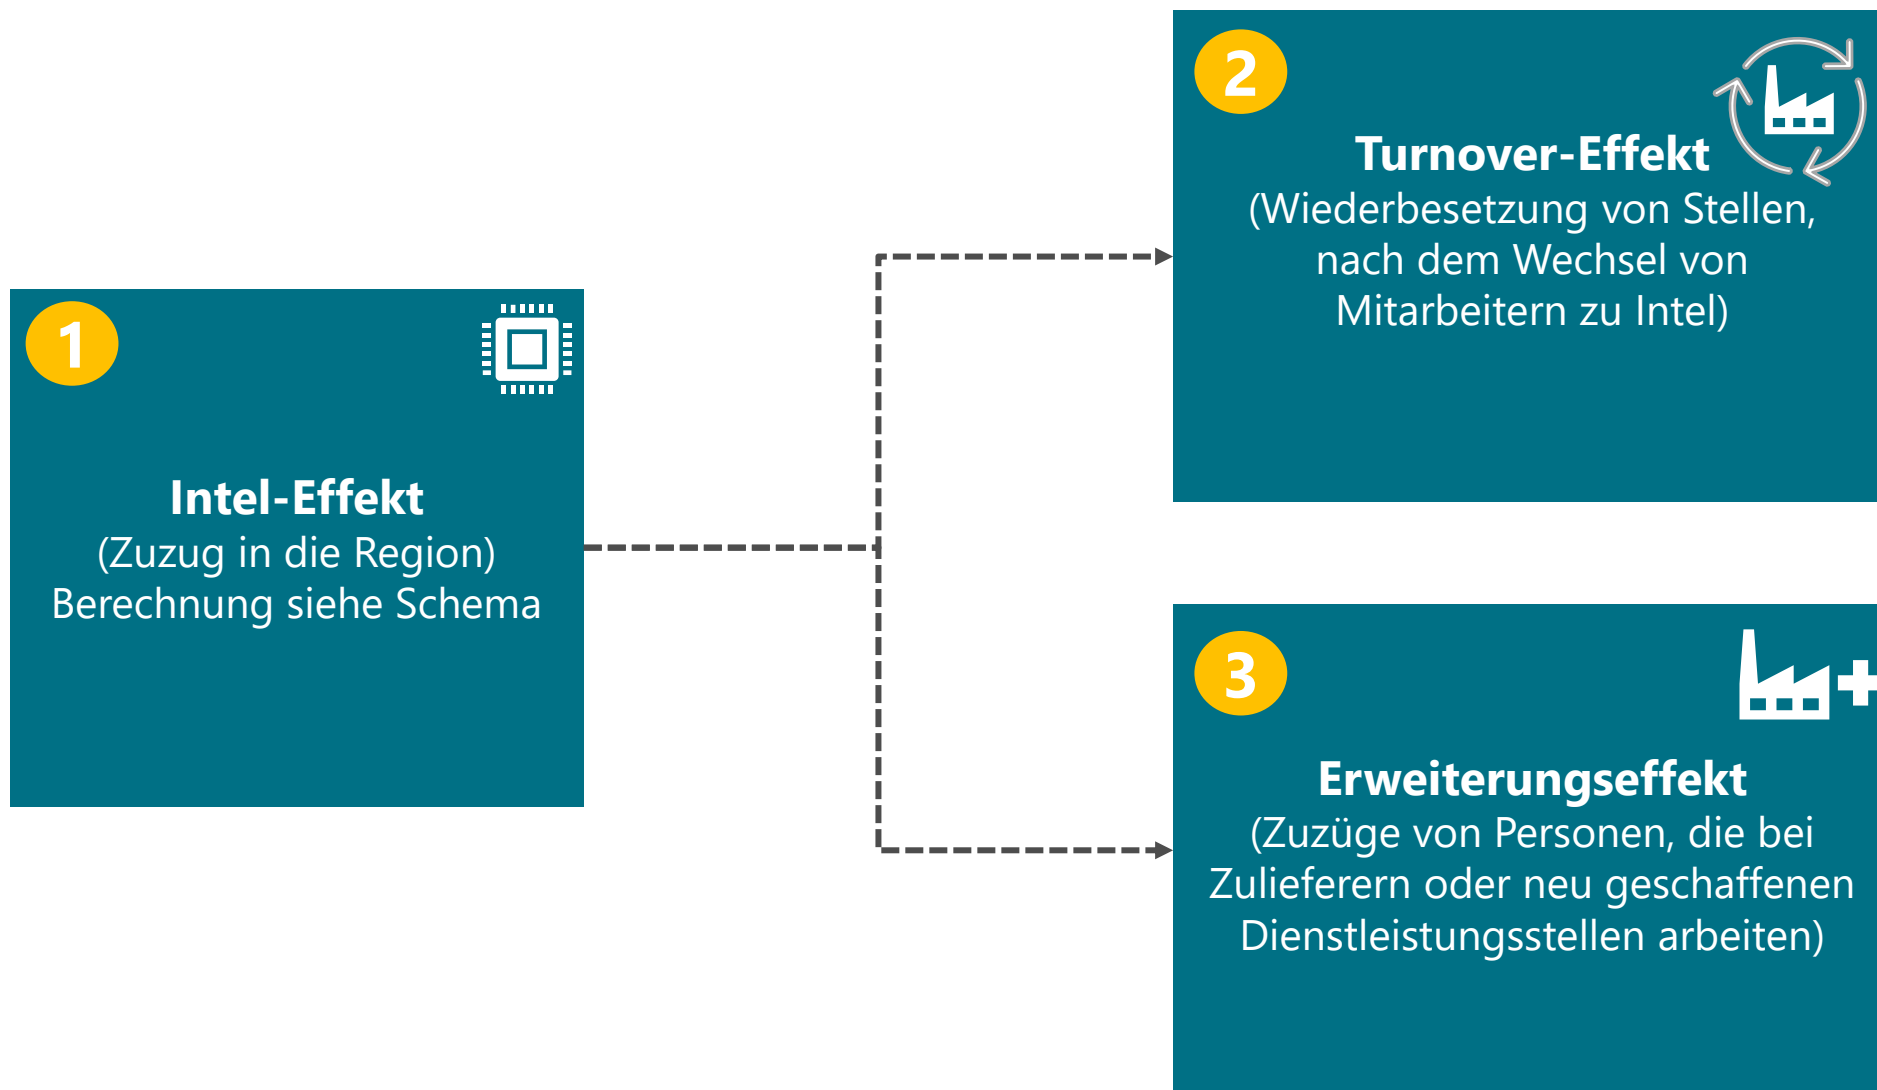 1
Intel-Effekt
(Zuzug in die Region)
Berechnung siehe Schema
2
Turnover-Effekt
(Wiederbesetzung von Stellen,
nach dem Wechsel von
Mitarbeitern zu Intel)
3
Erweiterungseffekt
(Zuzüge von Personen, die bei
Zulieferern oder neu geschaffenen
Dienstleistungsstellen arbeiten)